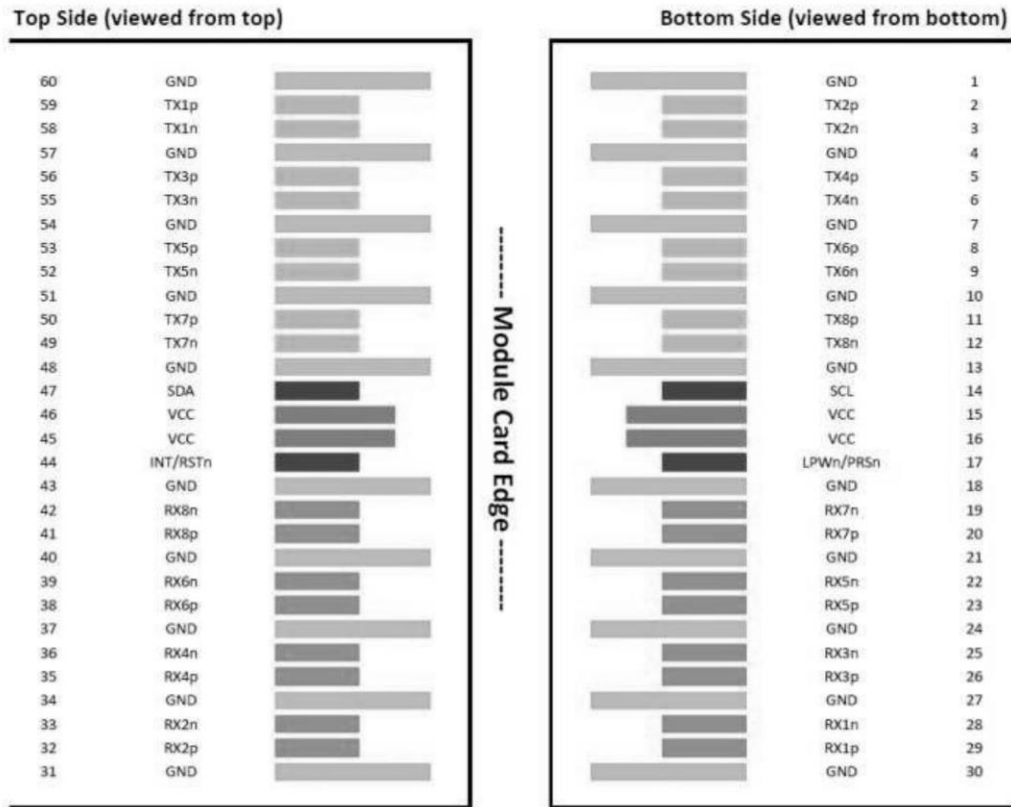 Top Side (viewed from top) Bottom Side (viewed from bottom)
60 GND GND 1
59 TX1p TX2p 2
58 TX1n TX2n 3
57 GND GND 4
56 TX3p TX4p 5
55 TX3n TX4n 6
54 GND GND 7
53 TX5p TX6p 8
52 TX5n TX6n 9
51 GND GND 10
50 TX7p TX8p 11
49 TX7n TX8n 12
48 GND GND 13
47 SDA SCL 14
46 VCC VCC 15
45 VCC VCC 16
44 INT/RSTn LPWn/PRSn 17
43 GND GND 18
42 RX8n RX7n 19
41 RX8p RX7p 20
40 GND GND 21
39 RX6n RX5n 22
38 RX6p RX5p 23
37 GND GND 24
36 RX4n RX3n 25
35 RX4p RX3p 26
34 GND GND 27
33 RX2n RX1n 28
32 RX2p RX1p 29
31 GND GND 30
-------- Module Card Edge --------